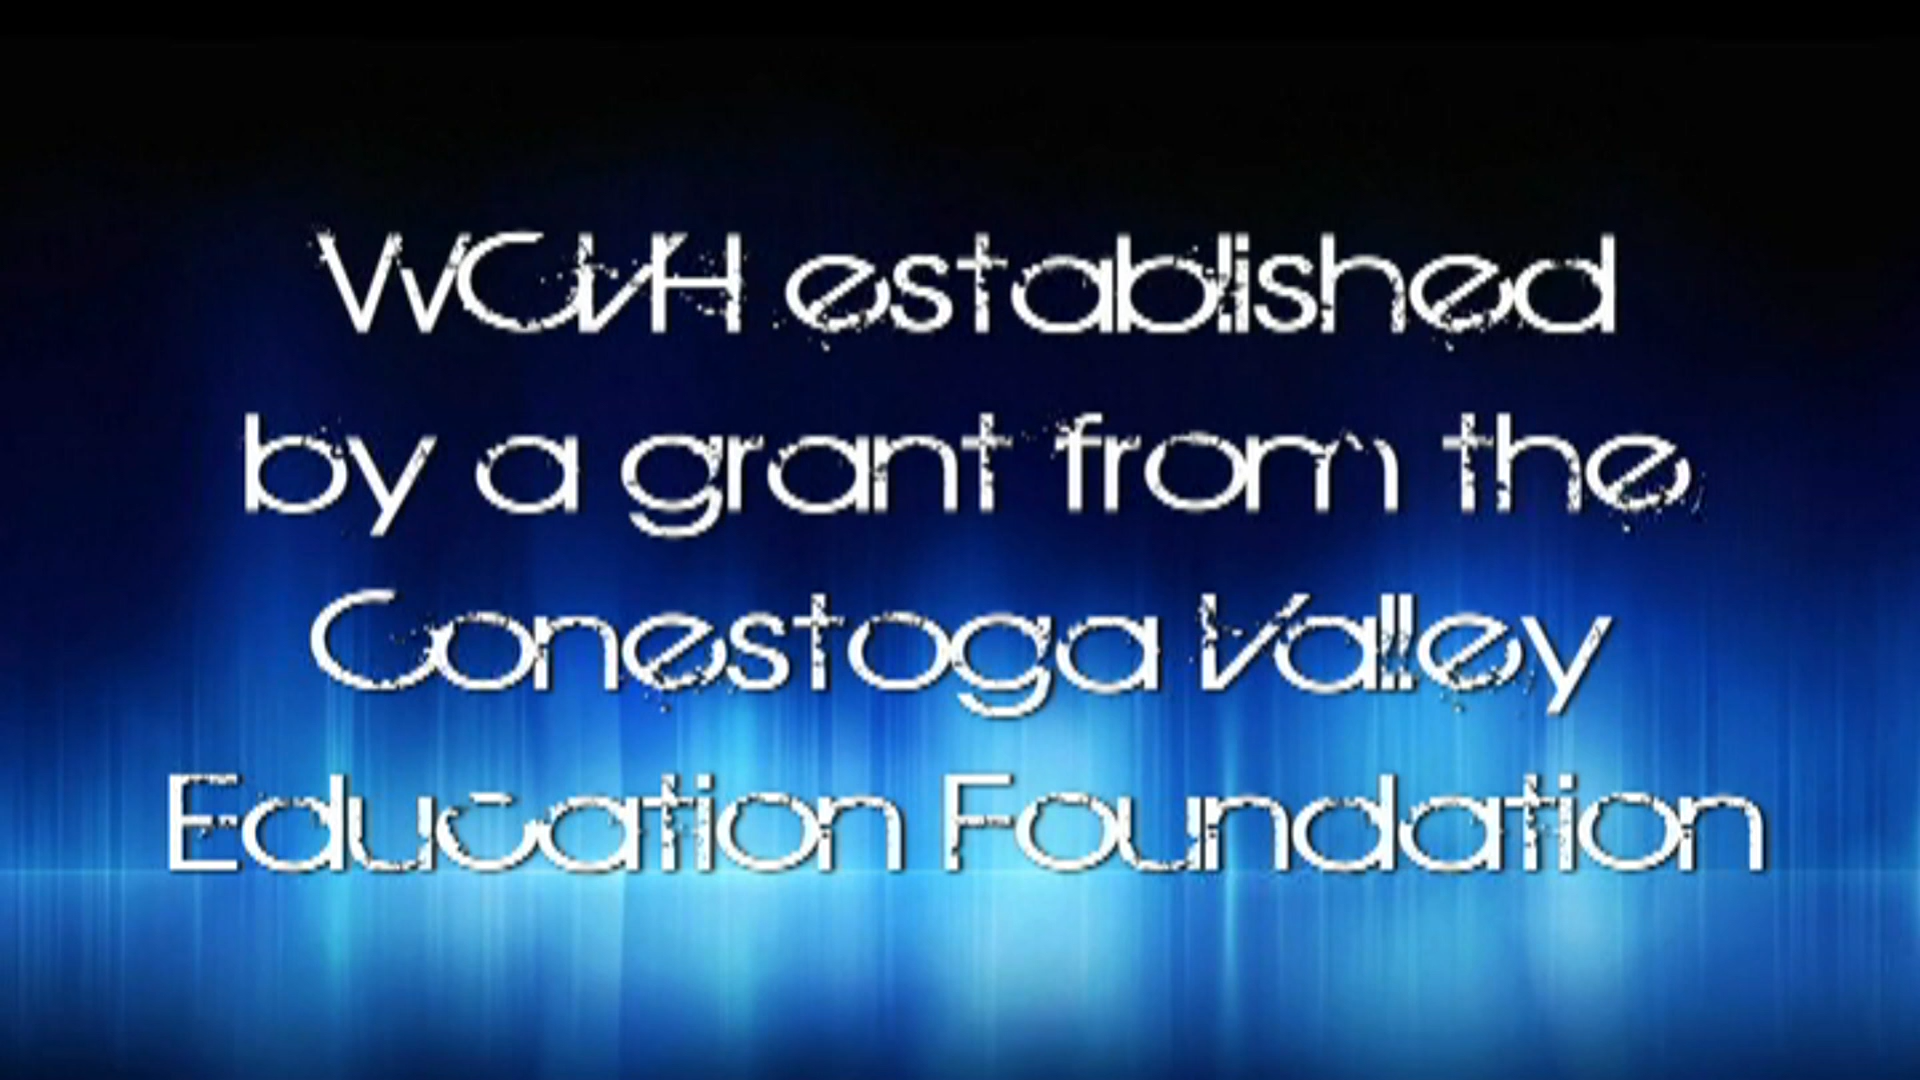 WCVH established
by a grant from the
Conestoga Valley
Education Foundation